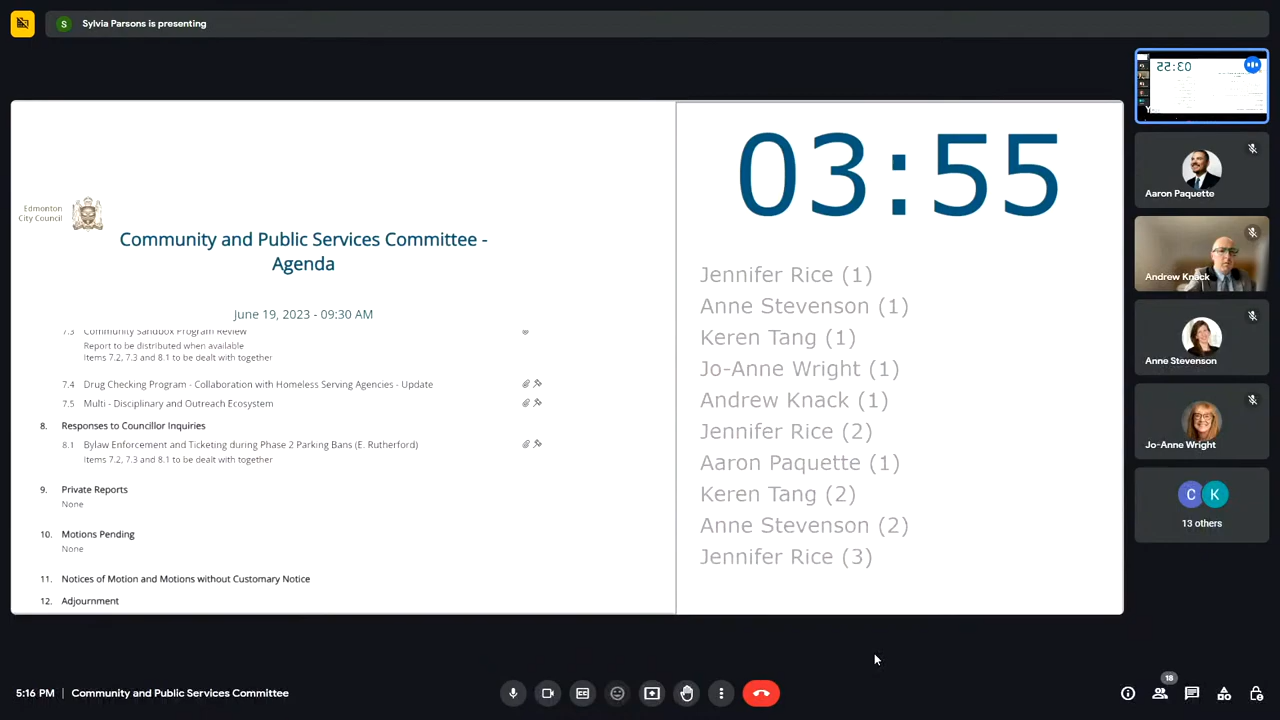 S Sylvia Parsons is presenting
Edmonton
City Council
Community and Public Services Committee -
Agenda
June 19, 2023 - 09:30 AM
7.3 Community Sandbox Program Review
Report to be distributed when available
Items 7.2, 7.3 and 8.1 to be dealt with together
7.4 Drug Checking Program - Collaboration with Homeless Serving Agencies - Update
7.5 Multi - Disciplinary and Outreach Ecosystem
8. Responses to Councillor Inquiries
8.1 Bylaw Enforcement and Ticketing during Phase 2 Parking Bans (E. Rutherford)
Items 7.2, 7.3 and 8.1 to be dealt with together
9. Private Reports
None
10. Motions Pending
None
11. Notices of Motion and Motions without Customary Notice
12. Adjournment
03:55
Jennifer Rice (1)
Anne Stevenson (1)
Keren Tang (1)
Jo-Anne Wright (1)
Andrew Knack (1)
Jennifer Rice (2)
Aaron Paquette (1)
Keren Tang (2)
Anne Stevenson (2)
Jennifer Rice (3)
03:55
Aaron Paquette
Andrew Knack
Anne Stevenson
Jo-Anne Wright
C K
13 others
5:16 PM | Community and Public Services Committee
18